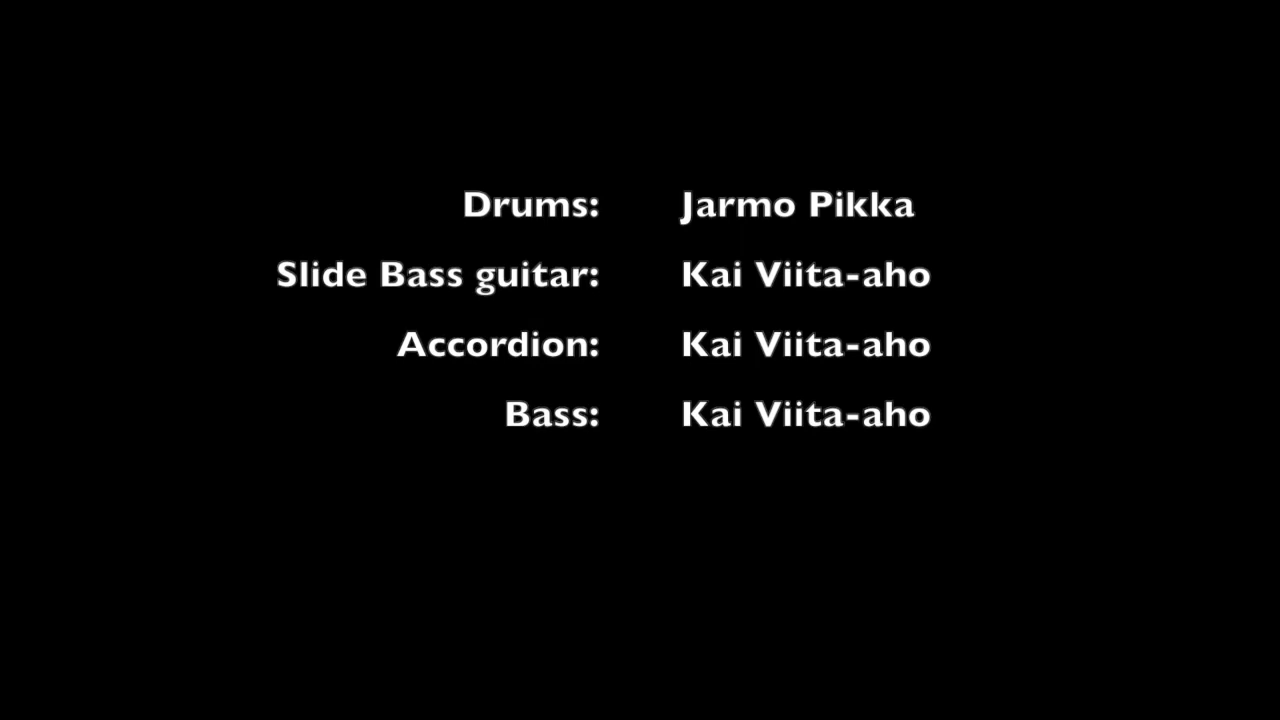 Drums: Jarmo Pikka
Slide Bass guitar: Kai Viita-aho
Accordion: Kai Viita-aho
Bass: Kai Viita-aho